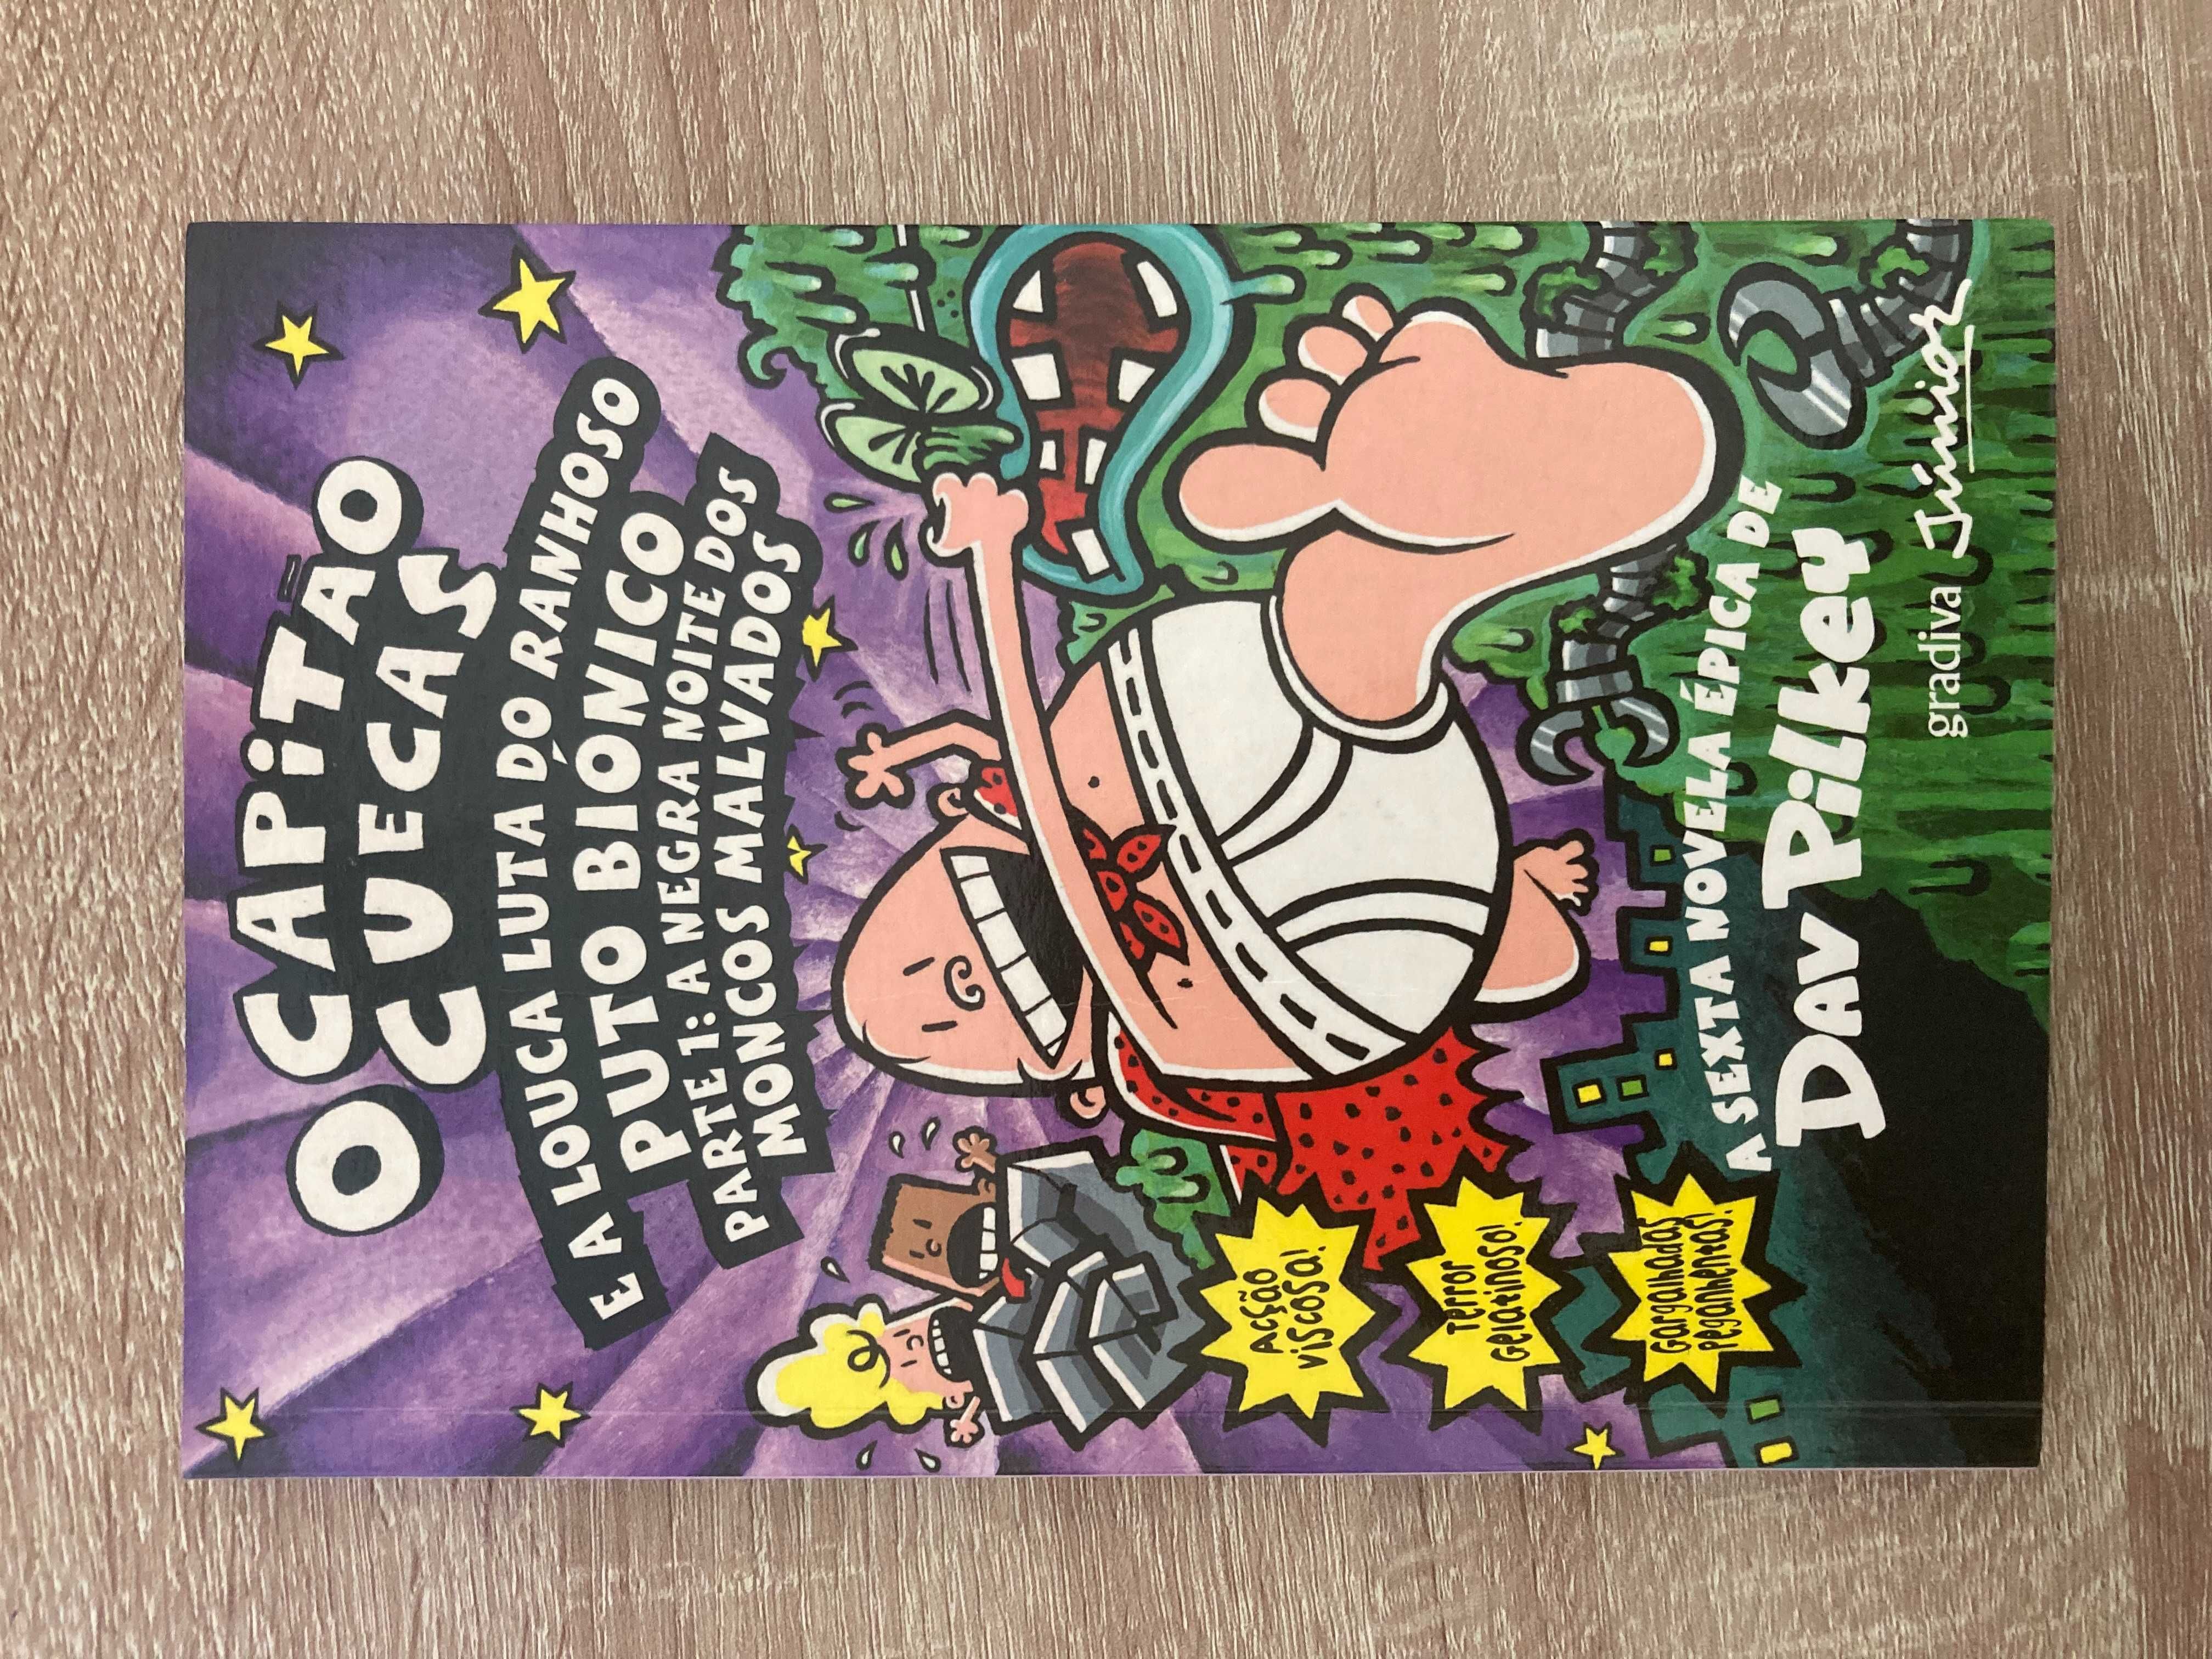 O CAPITÃO
CUECAS
E A LOUCA LUTA DO RANHOSO
PUTO BIÓNICO
PARTE 1: A NEGRA NOITE DOS
MONCOS MALVADOS
ACÇÃO
VISCOSA!
Terror
Gelatinoso!
Gargalhadas
Peganhentas!
A SEXTA NOVELA ÉPICA DE
DAV PiLKEY
gradiva Júnior